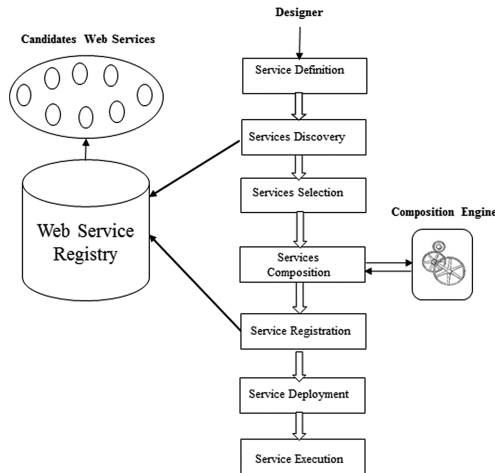 Designer
Candidates Web Services
Service Definition
Services Discovery
Services Selection
Web Service
Registry
Composition Engine
Services
Composition
Service Registration
Service Deployment
Service Execution